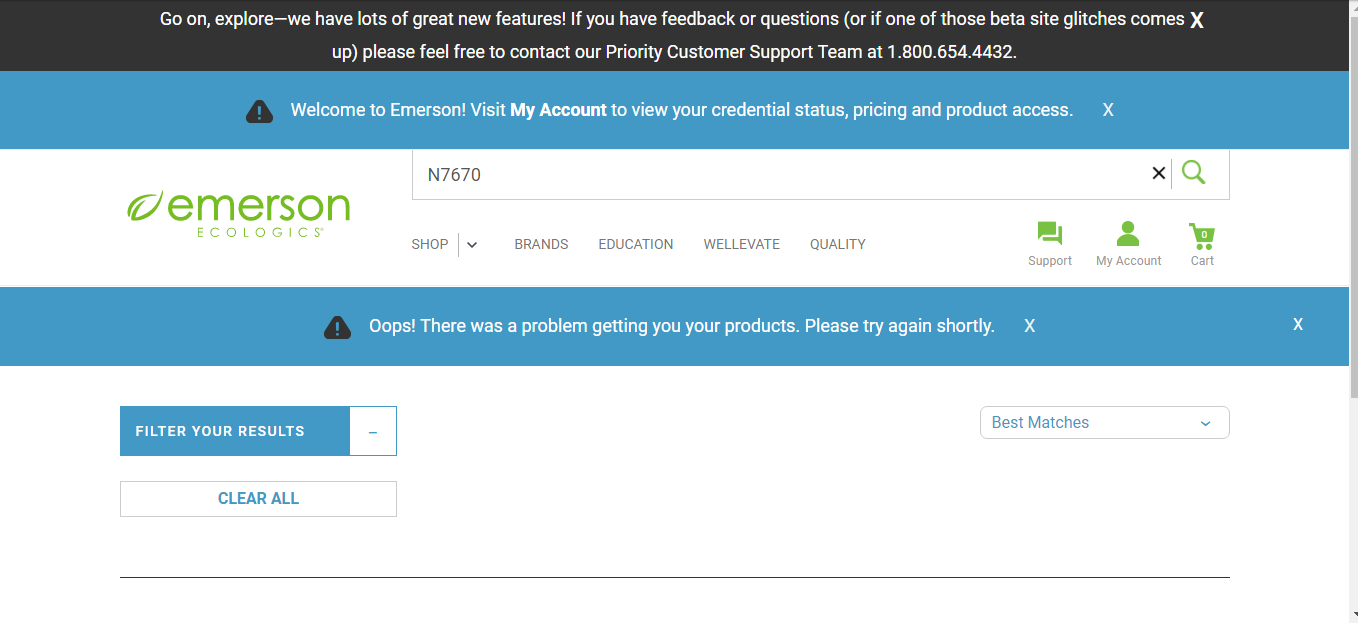 Go on, explore—we have lots of great new features! If you have feedback or questions (or if one of those beta site glitches comes X
up) please feel free to contact our Priority Customer Support Team at 1.800.654.4432.
! Welcome to Emerson! Visit My Account to view your credential status, pricing and product access. X
N7670
emerson
ECOLOGICS®
SHOP BRANDS EDUCATION WELLEVATE QUALITY
0
Support My Account Cart
! Oops! There was a problem getting you your products. Please try again shortly. X X
FILTER YOUR RESULTS –
Best Matches
CLEAR ALL